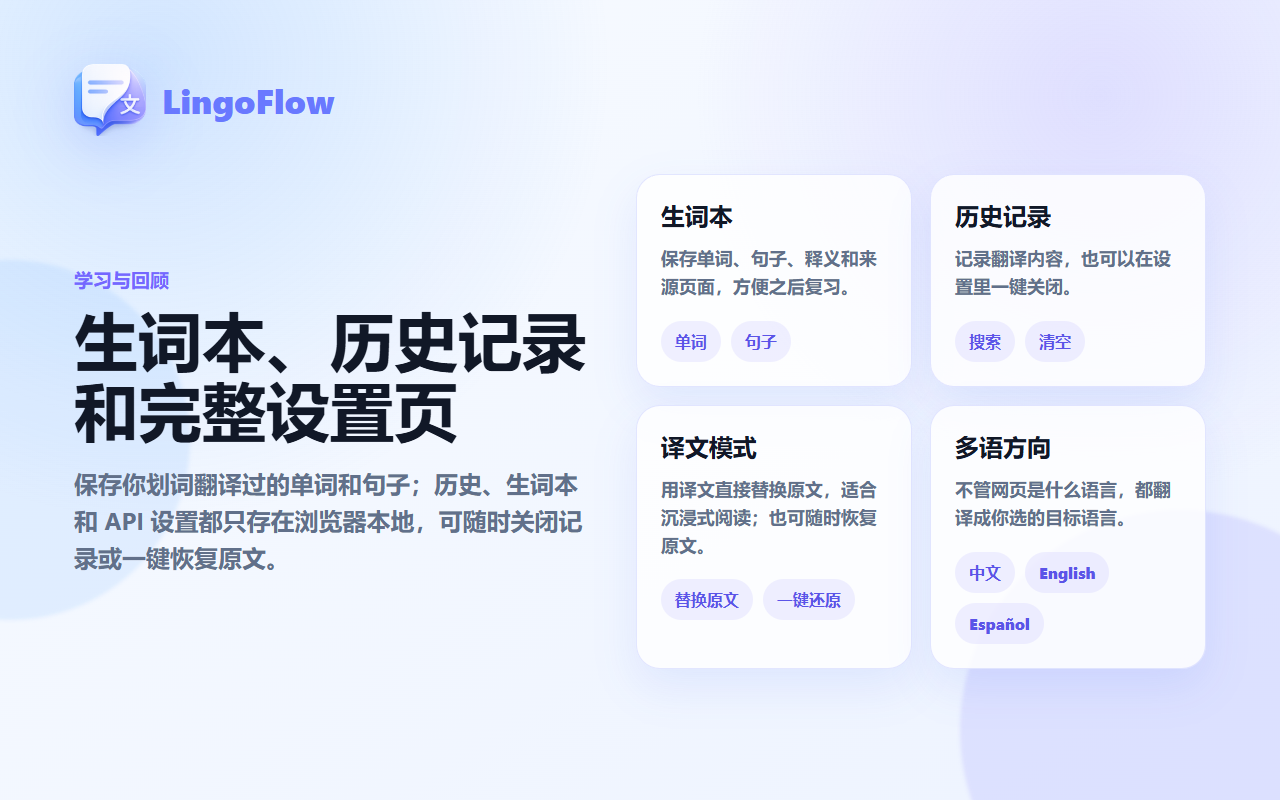 文
LingoFlow
学习与回顾
生词本、历史记录
和完整设置页
保存你划词翻译过的单词和句子；历史、生词本
和 API 设置都只存在浏览器本地，可随时关闭记
录或一键恢复原文。
生词本
保存单词、句子、释义和来
源页面，方便之后复习。
单词 句子
历史记录
记录翻译内容，也可以在设
置里一键关闭。
搜索 清空
译文模式
用译文直接替换原文，适合
沉浸式阅读；也可随时恢复
原文。
替换原文 一键还原
多语方向
不管网页是什么语言，都翻
译成你选的目标语言。
中文 English
Español